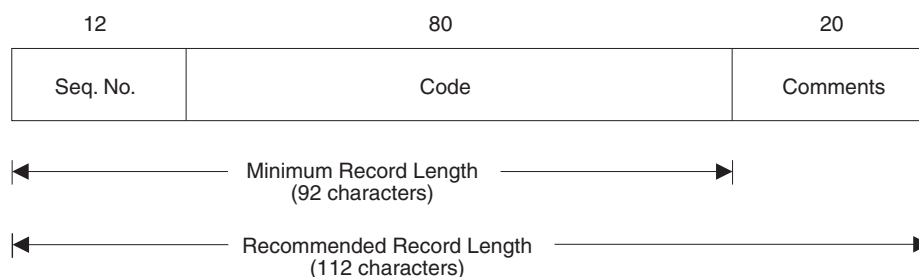 12 80 20
Seq. No. Code Comments
Minimum Record Length
(92 characters)
Recommended Record Length
(112 characters)